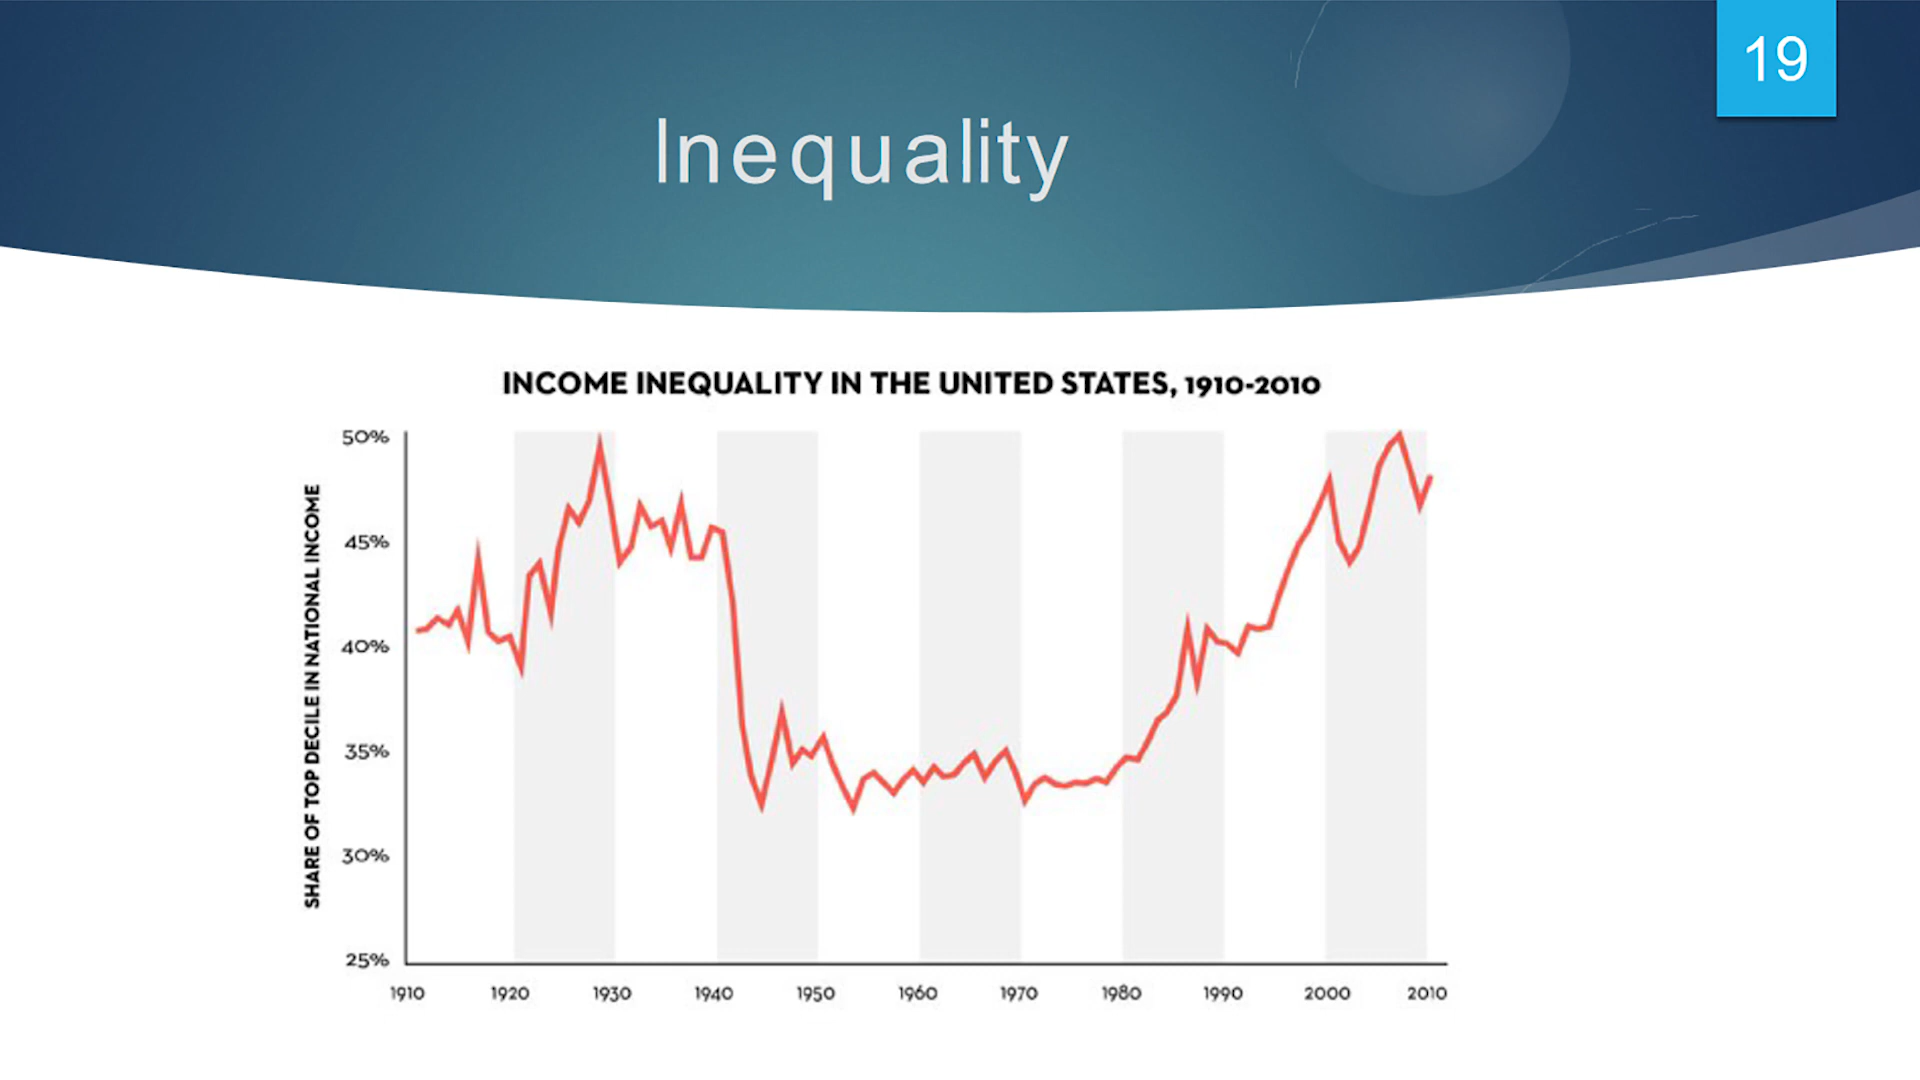 19
Inequality
INCOME INEQUALITY IN THE UNITED STATES, 1910-2010
SHARE OF TOP DECILE IN NATIONAL INCOME
50%
45%
40%
35%
30%
25%
1910 1920 1930 1940 1950 1960 1970 1980 1990 2000 2010